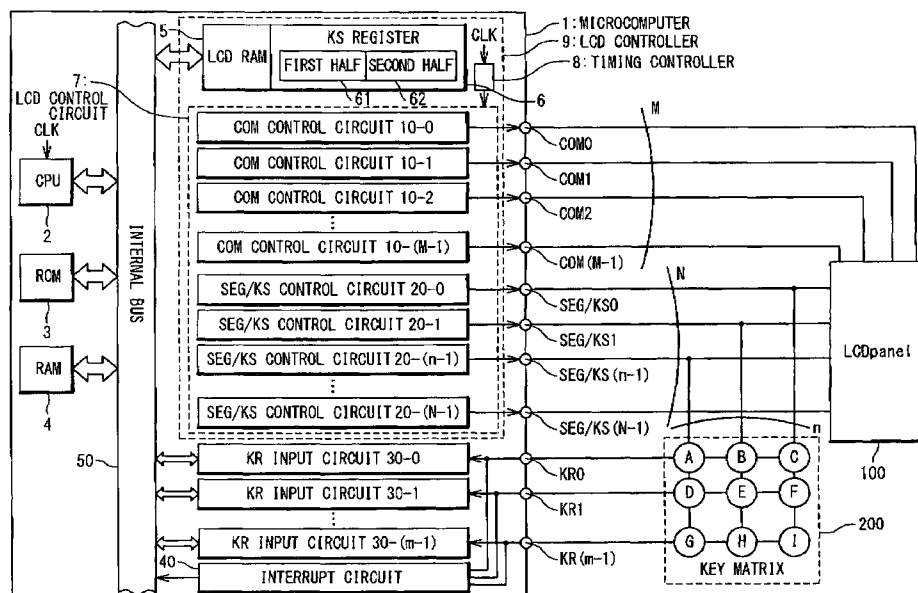 5
KS REGISTER
LCD RAM
FIRST HALF
SECOND HALF
61
62
6
CLK
1:MICROCOMPUTER
9:LCD CONTROLLER
8:TIMING CONTROLLER
7:
LCD CONTROL
CIRCUIT
CLK
CPU
2
ROM
3
RAM
4
INTERNAL BUS
50
COM CONTROL CIRCUIT 10-0
COM CONTROL CIRCUIT 10-1
COM CONTROL CIRCUIT 10-2
COM CONTROL CIRCUIT 10-(M-1)
SEG/KS CONTROL CIRCUIT 20-0
SEG/KS CONTROL CIRCUIT 20-1
SEG/KS CONTROL CIRCUIT 20-(n-1)
SEG/KS CONTROL CIRCUIT 20-(N-1)
KR INPUT CIRCUIT 30-0
KR INPUT CIRCUIT 30-1
KR INPUT CIRCUIT 30-(m-1)
40
INTERRUPT CIRCUIT
COM0
COM1
COM2
COM(M-1)
SEG/KS0
SEG/KS1
SEG/KS(n-1)
SEG/KS(N-1)
KR0
KR1
KR(m-1)
M
N
n
LCDpanel
100
A B C
D E F
G H I
KEY MATRIX
200